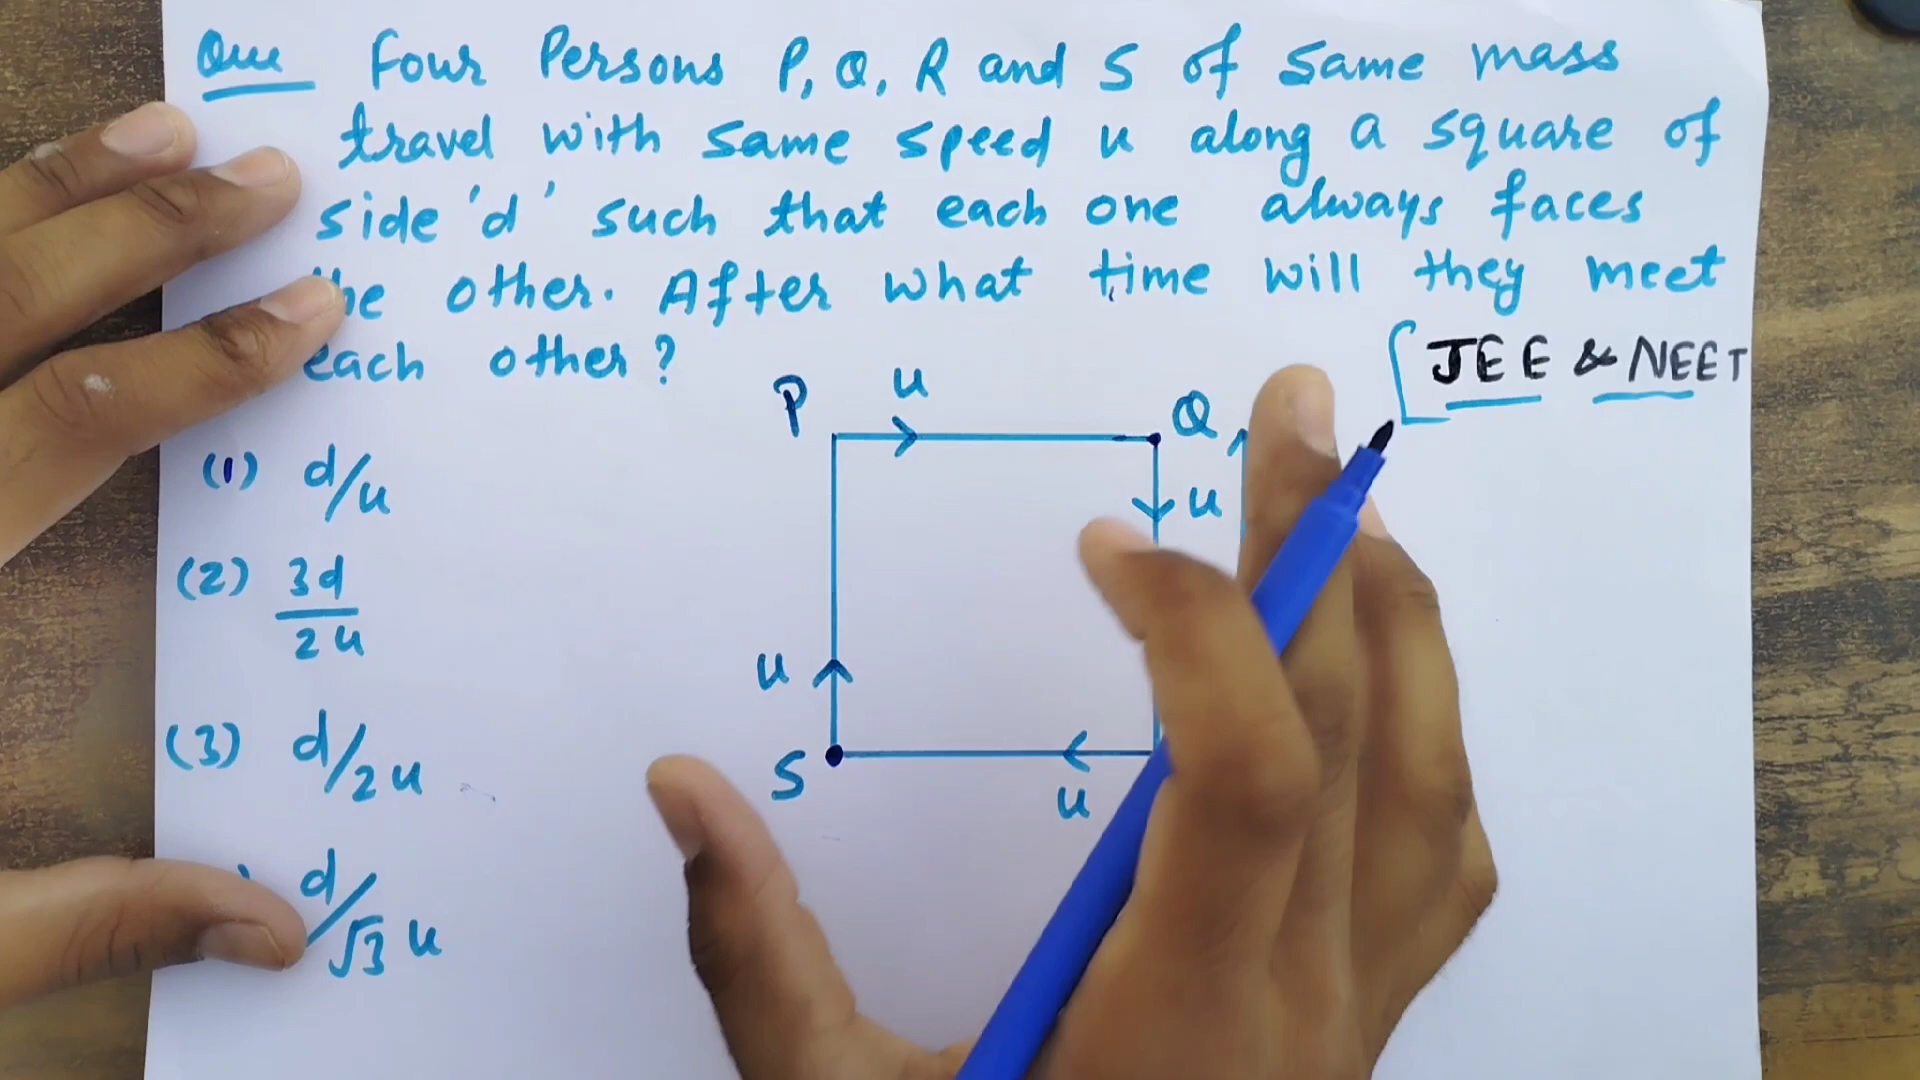 Que Four Persons P, Q, R and S of same mass
travel with same speed u along a square of
side 'd' such that each one always faces
other. After what time will they meet
each other?
[JEE & NEET
P u Q
(1) d/u
u
(2) 3d
2u
u
(3) d/2u
S
u
d/√3 u